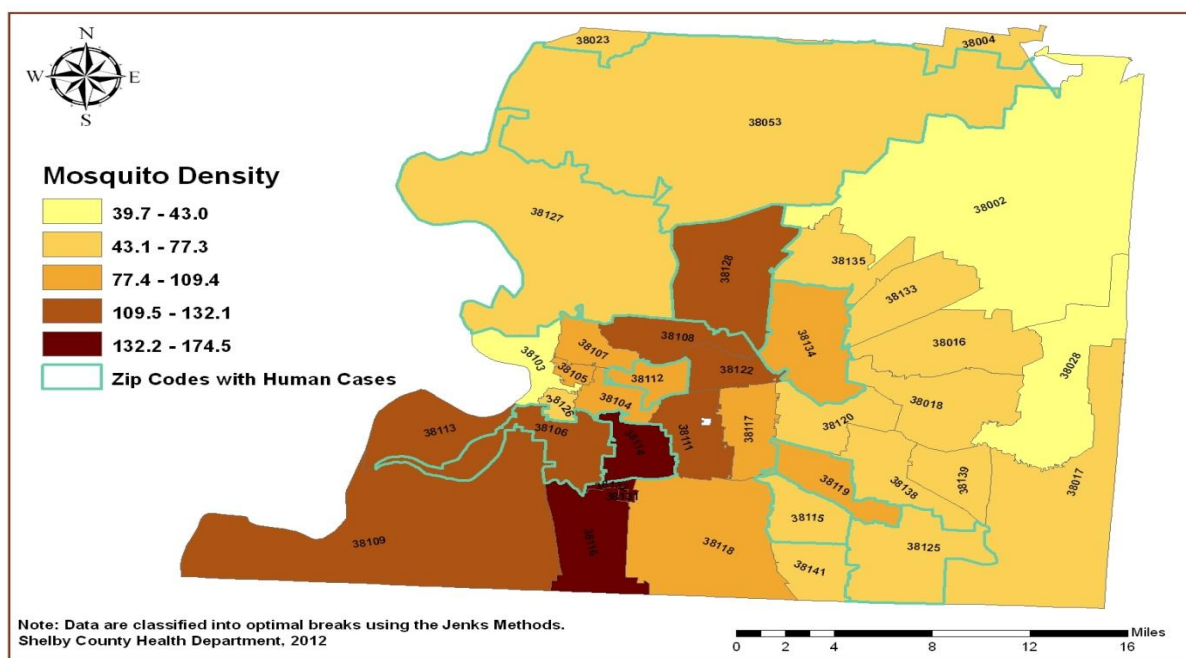 N
W
E
S
Mosquito Density
39.7 - 43.0
43.1 - 77.3
77.4 - 109.4
109.5 - 132.1
132.2 - 174.5
Zip Codes with Human Cases
38023
38004
38053
38002
38127
38128
38135
38133
38016
38134
38108
38107
38103
38105
38112
38122
38028
38104
38126
38018
38120
38113
38106
38114
38111
38117
38119
38138
38139
38017
38109
38116
38118
38115
38125
38141
Note: Data are classified into optimal breaks using the Jenks Methods.
Shelby County Health Department, 2012
Miles
0 2 4 8 12 16